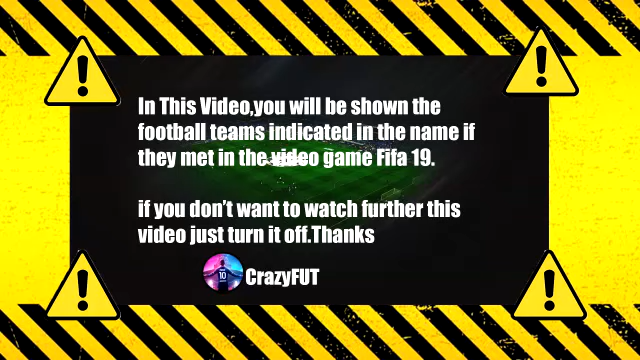 In This Video,you will be shown the
football teams indicated in the name if
they met in the video game Fifa 19.
if you don't want to watch further this
video just turn it off.Thanks
10
CrazyFUT